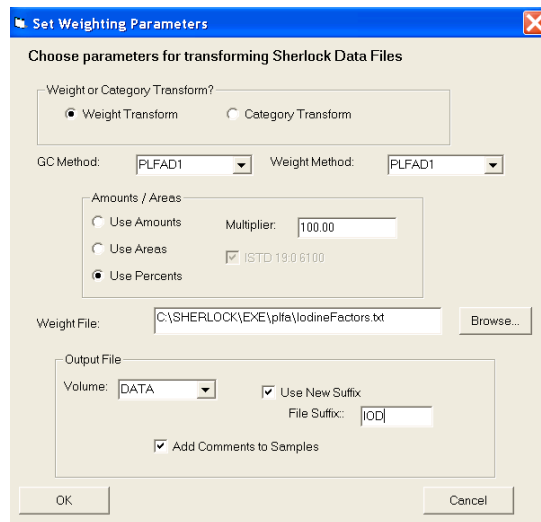 Set Weighting Parameters
Choose parameters for transforming Sherlock Data Files
Weight or Category Transform?
Weight Transform Category Transform
GC Method: PLFAD1 Weight Method: PLFAD1
Amounts / Areas
Use Amounts Multiplier: 100.00
Use Areas ISTD 19:0 6100
Use Percents
Weight File: C:\SHERLOCK\EXE\plfa\IodineFactors.txt Browse...
Output File
Volume: DATA Use New Suffix
File Suffix:: IOD
Add Comments to Samples
OK Cancel